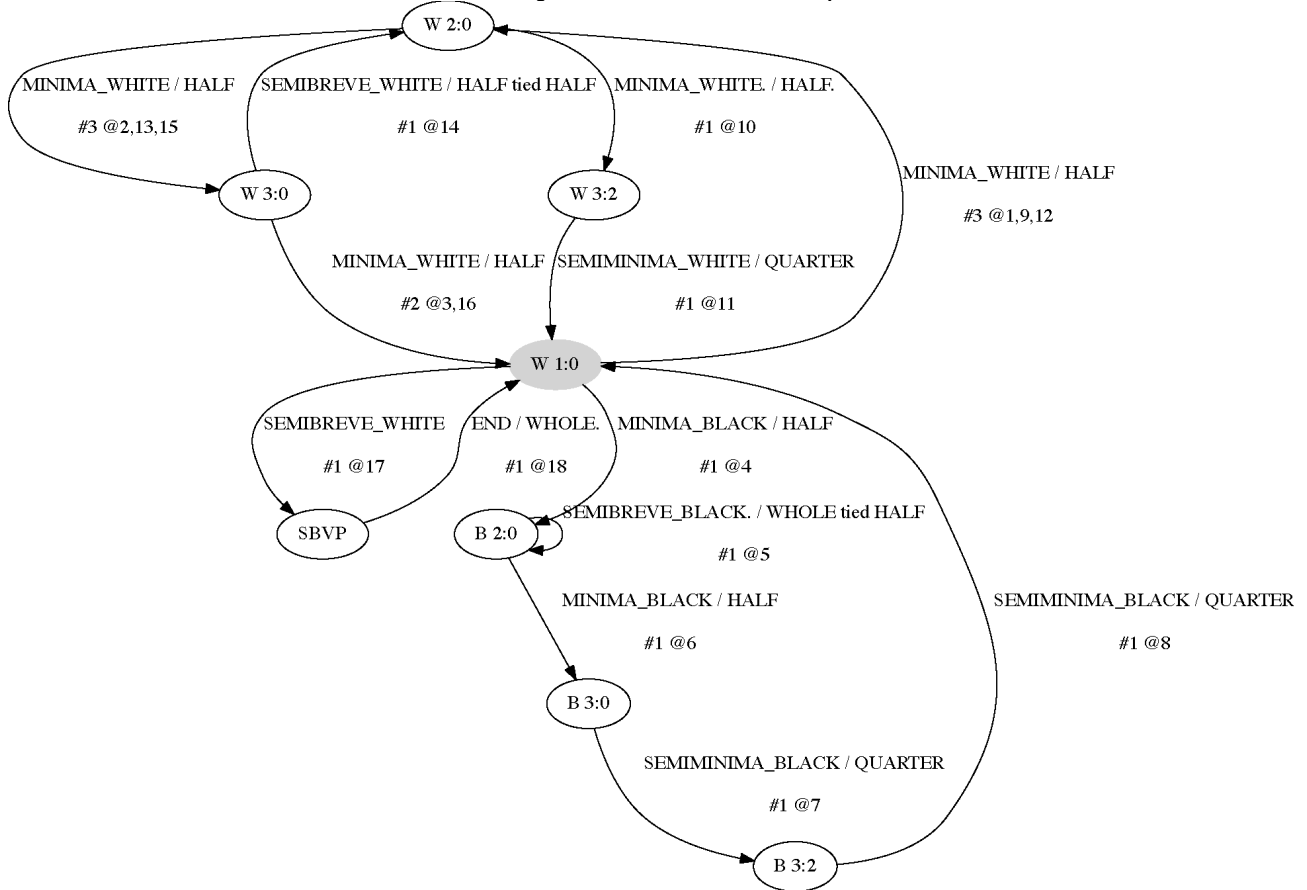 W 2:0
MINIMA_WHITE / HALF
#3 @2,13,15
SEMIBREVE_WHITE / HALF tied HALF
#1 @14
MINIMA_WHITE. / HALF.
#1 @10
MINIMA_WHITE / HALF
#3 @1,9,12
W 3:0
W 3:2
MINIMA_WHITE / HALF
#2 @3,16
SEMIMINIMA_WHITE / QUARTER
#1 @11
W 1:0
SEMIBREVE_WHITE
#1 @17
END / WHOLE.
#1 @18
MINIMA_BLACK / HALF
#1 @4
SBVP
B 2:0
SEMIBREVE_BLACK. / WHOLE tied HALF
#1 @5
MINIMA_BLACK / HALF
#1 @6
SEMIMINIMA_BLACK / QUARTER
#1 @8
B 3:0
SEMIMINIMA_BLACK / QUARTER
#1 @7
B 3:2